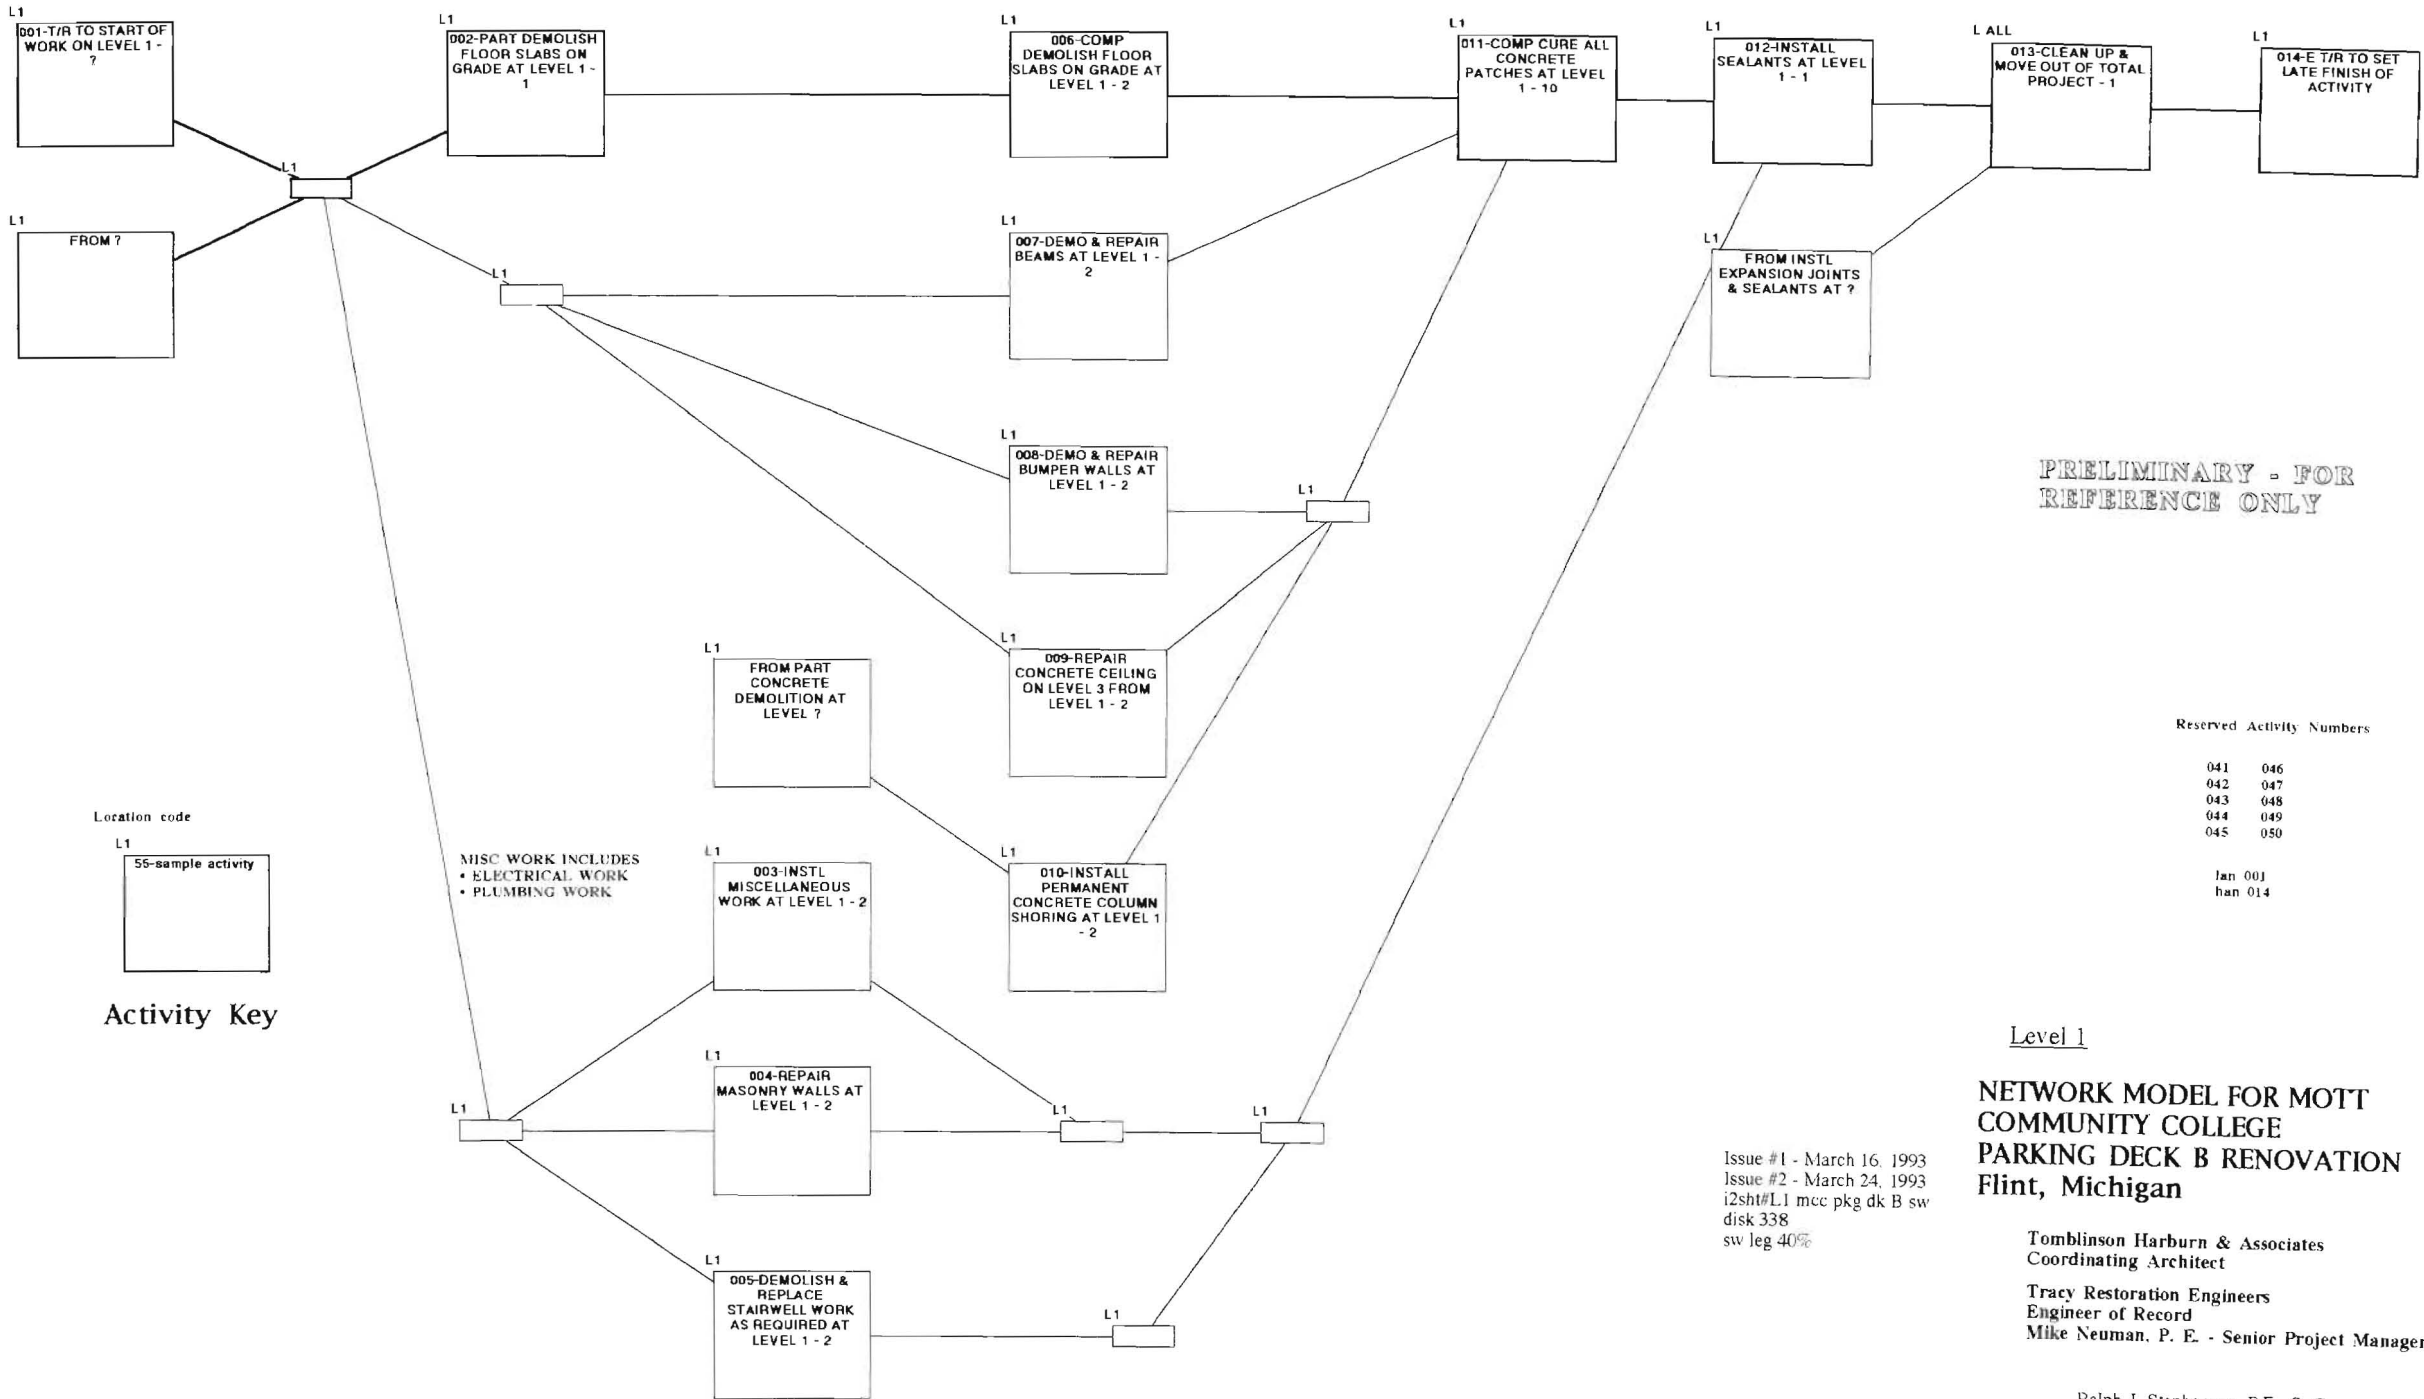 L1
001-T/R TO START OF
WORK ON LEVEL 1 -
?
L1
002-PART DEMOLISH
FLOOR SLABS ON
GRADE AT LEVEL 1 -
1
L1
006-COMP
DEMOLISH FLOOR
SLABS ON GRADE AT
LEVEL 1 - 2
L1
011-COMP CURE ALL
CONCRETE
PATCHES AT LEVEL
1 - 10
L1
012-INSTALL
SEALANTS AT LEVEL
1 - 1
L ALL
013-CLEAN UP &
MOVE OUT OF TOTAL
PROJECT - 1
L1
014-E T/R TO SET
LATE FINISH OF
ACTIVITY
L1
L1
FROM ?
L1
L1
007-DEMO & REPAIR
BEAMS AT LEVEL 1 -
2
L1
FROM INSTL
EXPANSION JOINTS
& SEALANTS AT ?
L1
008-DEMO & REPAIR
BUMPER WALLS AT
LEVEL 1 - 2
L1
PRELIMINARY - FOR
REFERENCE ONLY
L1
FROM PART
CONCRETE
DEMOLITION AT
LEVEL ?
L1
009-REPAIR
CONCRETE CEILING
ON LEVEL 3 FROM
LEVEL 1 - 2
Reserved Activity Numbers
041 046
042 047
043 048
044 049
045 050
lan 001
han 014
Location code
L1
55-sample activity
Activity Key
MISC WORK INCLUDES
• ELECTRICAL WORK
• PLUMBING WORK
L1
003-INSTL
MISCELLANEOUS
WORK AT LEVEL 1 - 2
L1
010-INSTALL
PERMANENT
CONCRETE COLUMN
SHORING AT LEVEL 1
- 2
L1
L1
004-REPAIR
MASONRY WALLS AT
LEVEL 1 - 2
L1
L1
L1
005-DEMOLISH &
REPLACE
STAIRWELL WORK
AS REQUIRED AT
LEVEL 1 - 2
L1
Issue #1 - March 16, 1993
Issue #2 - March 24, 1993
i2sht#L1 mcc pkg dk B sw
disk 338
sw leg 40%
Level 1
NETWORK MODEL FOR MOTT
COMMUNITY COLLEGE
PARKING DECK B RENOVATION
Flint, Michigan
Tomblinson Harburn & Associates
Coordinating Architect
Tracy Restoration Engineers
Engineer of Record
Mike Neuman, P. E. - Senior Project Manager